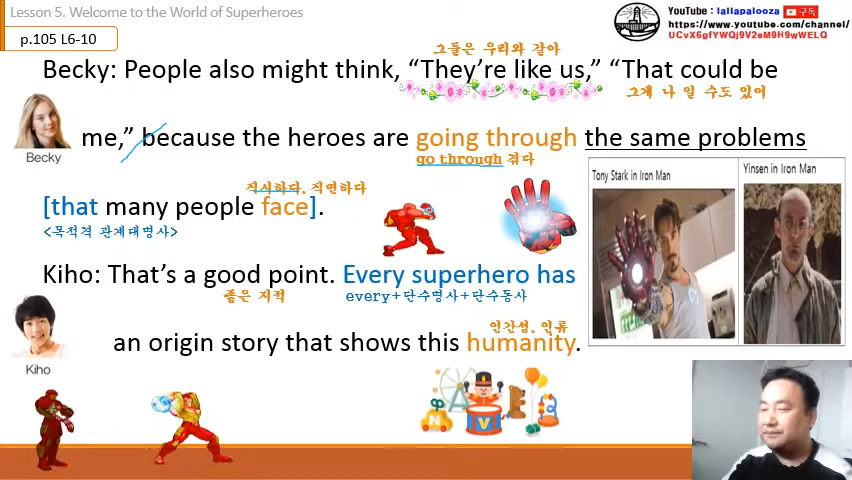 Lesson 5. Welcome to the World of Superheroes
YouTube : lallapalooza 구독
https://www.youtube.com/channel/
UCvX6gfYWQj9V2eM9H9wWELQ
p.105 L6-10
그들은 우리와 같아
Becky: People also might think, “They’re like us,” “That could be
그게 나 일 수도 있어
me,” because the heroes are going through the same problems
Becky
go through 겪다
직시하다, 직면하다
[that many people face].
<목적격 관계대명사>
Tony Stark in Iron Man
Yinsen in Iron Man
Kiho: That’s a good point. Every superhero has
좋은 지적
every+단수명사+단수동사
인간성, 인류
an origin story that shows this humanity.
Kiho
N
V